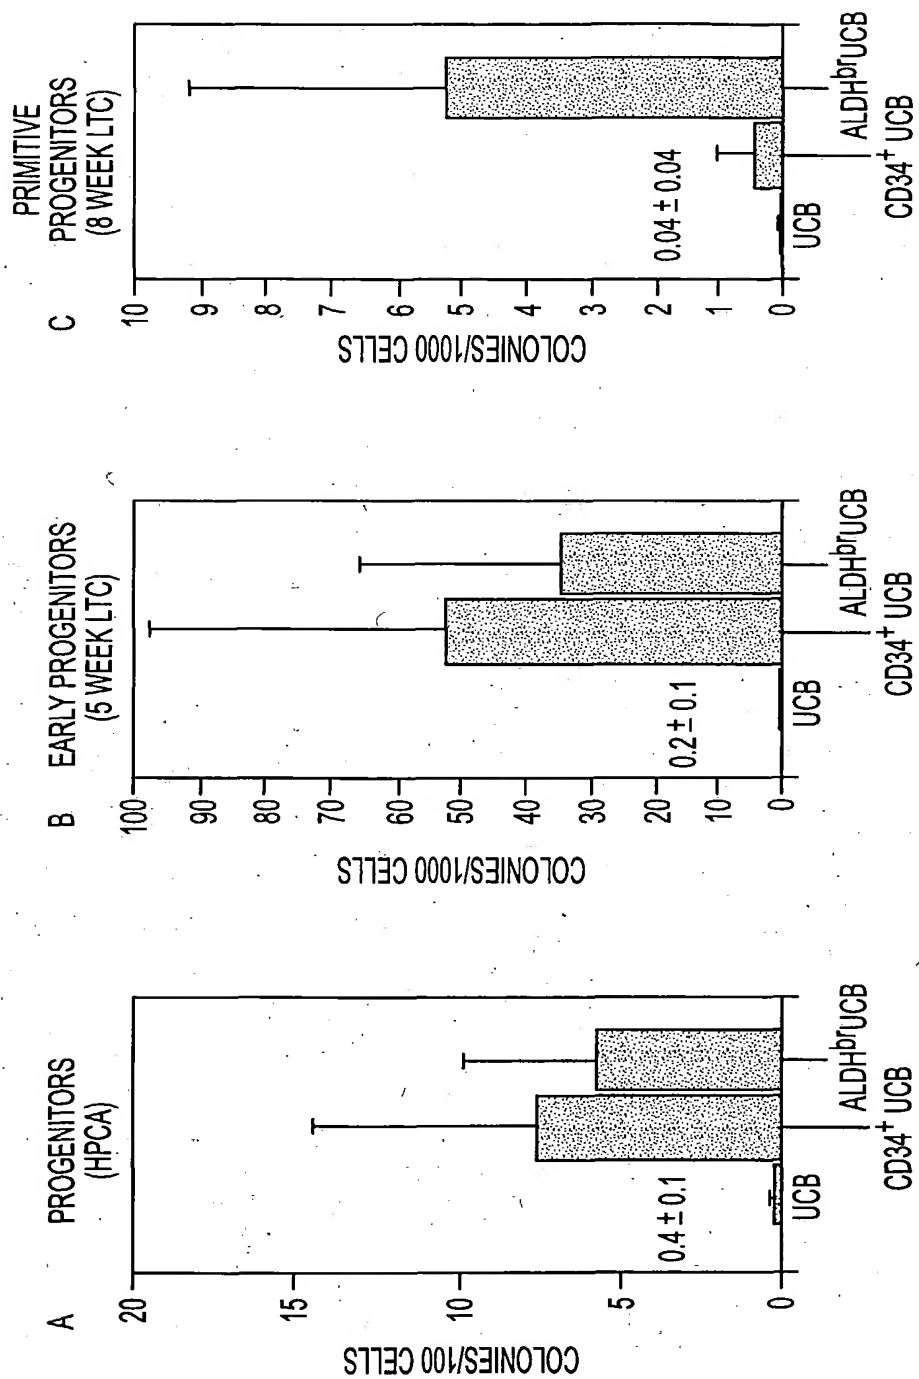 A
PROGENITORS
(HPCA)
COLONIES/100 CELLS
20
15
10
5
0
0.4 ± 0.1
UCB
CD34⁺ UCB
ALDHᵇʳUCB
B
EARLY PROGENITORS
(5 WEEK LTC)
COLONIES/1000 CELLS
100
90
80
70
60
50
40
30
20
10
0
0.2 ± 0.1
UCB
CD34⁺ UCB
ALDHᵇʳUCB
C
PRIMITIVE
PROGENITORS
(8 WEEK LTC)
COLONIES/1000 CELLS
10
9
8
7
6
5
4
3
2
1
0
0.04 ± 0.04
UCB
CD34⁺ UCB
ALDHᵇʳUCB